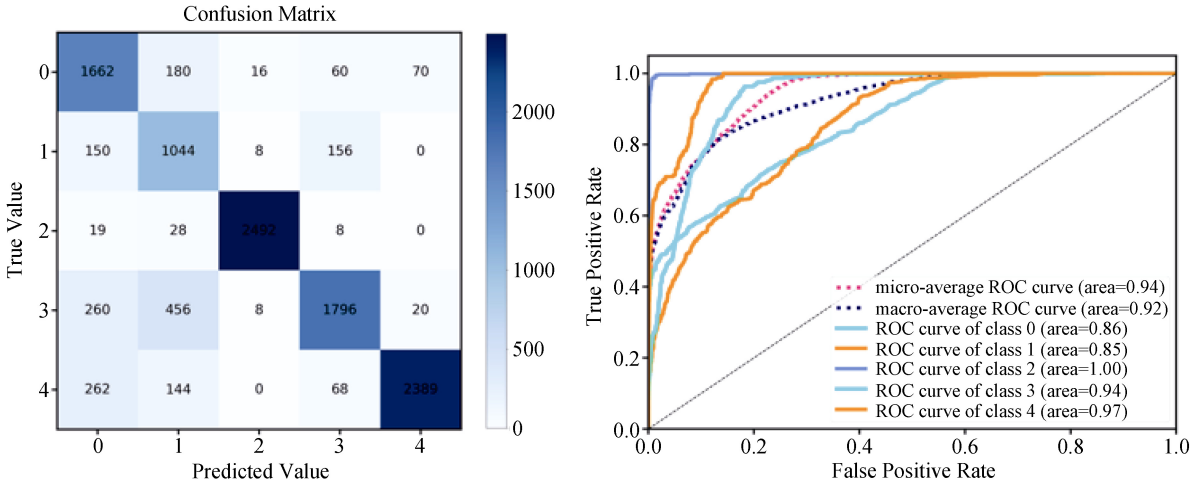 Confusion Matrix
0 1662 180 16 60 70
1 150 1044 8 156 0
2 19 28 2492 8 0
3 260 456 8 1796 20
4 262 144 0 68 2389
0 1 2 3 4
Predicted Value
True Value
2000
1500
1000
500
0
1.0
0.8
0.6
0.4
0.2
0.0
True Positive Rate
micro-average ROC curve (area=0.94)
macro-average ROC curve (area=0.92)
ROC curve of class 0 (area=0.86)
ROC curve of class 1 (area=0.85)
ROC curve of class 2 (area=1.00)
ROC curve of class 3 (area=0.94)
ROC curve of class 4 (area=0.97)
0.0 0.2 0.4 0.6 0.8 1.0
False Positive Rate